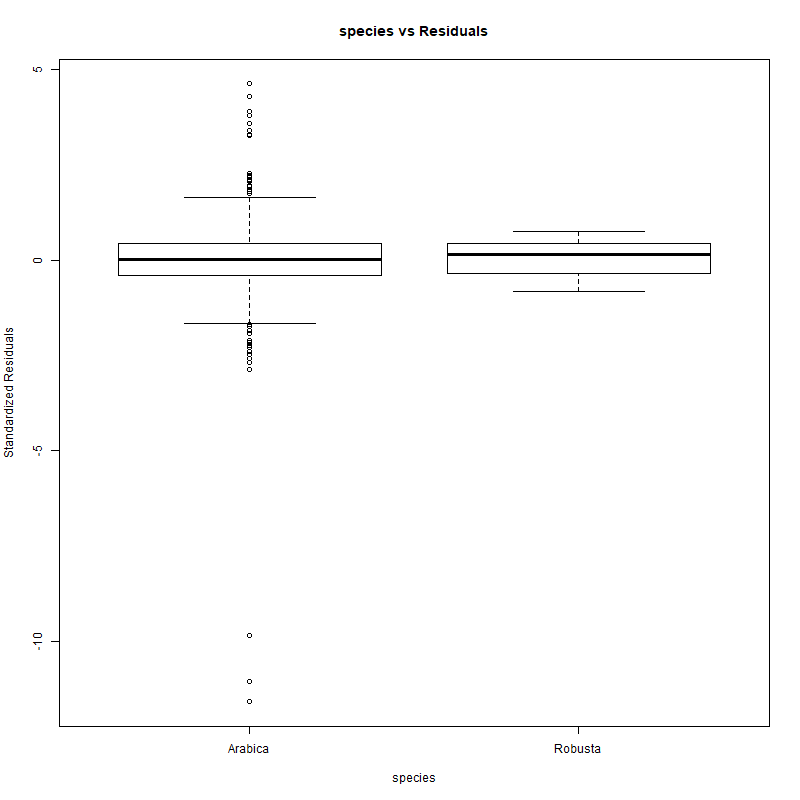 species vs Residuals
5
0
-5
-10
Standardized Residuals
Arabica
Robusta
species